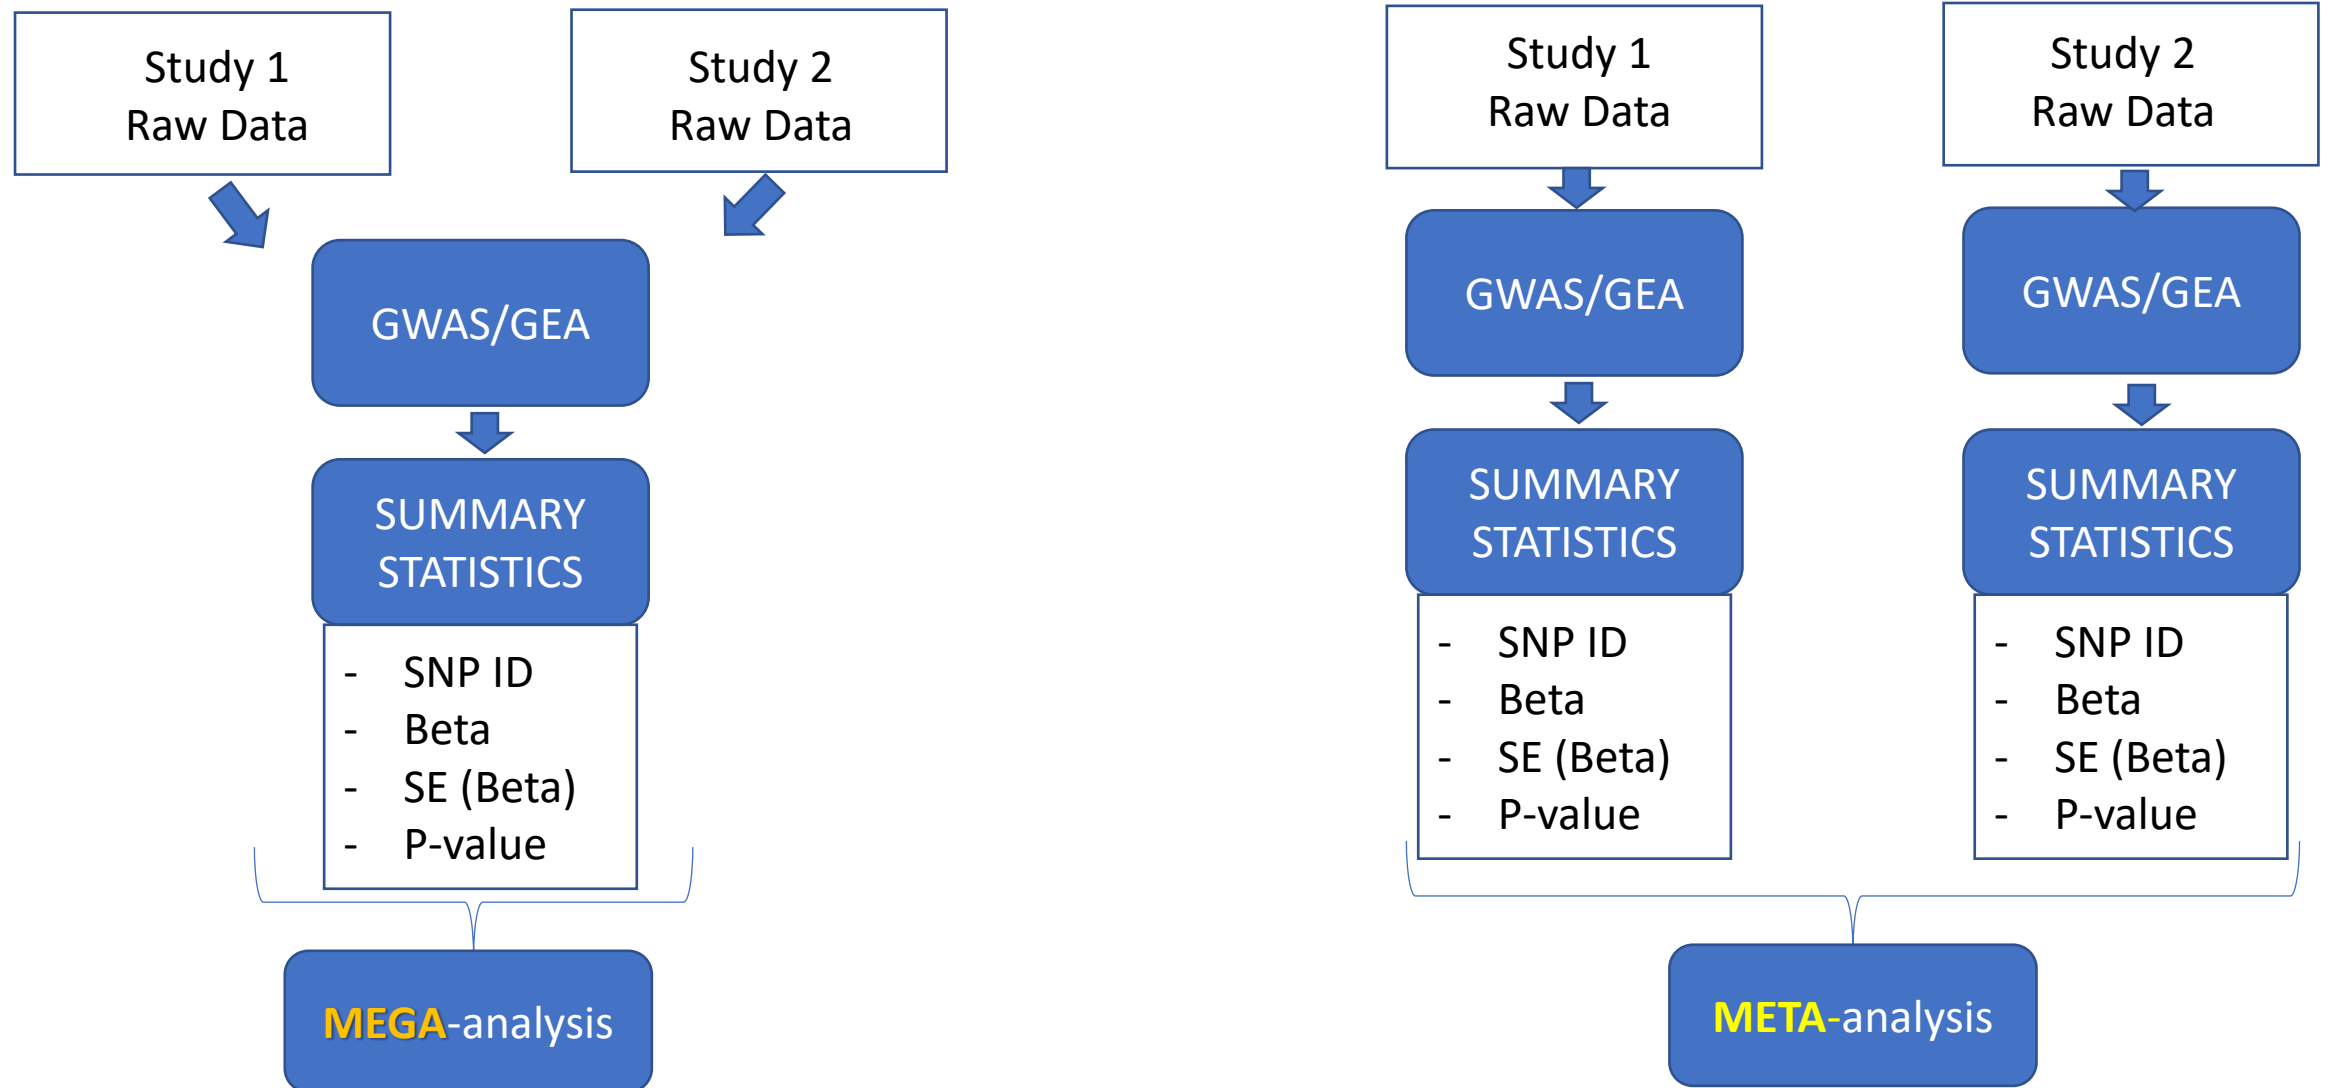 Study 1
Raw Data
Study 2
Raw Data
GWAS/GEA
SUMMARY
STATISTICS
- SNP ID
- Beta
- SE (Beta)
- P-value
MEGA-analysis
Study 1
Raw Data
Study 2
Raw Data
GWAS/GEA
GWAS/GEA
SUMMARY
STATISTICS
SUMMARY
STATISTICS
- SNP ID
- Beta
- SE (Beta)
- P-value
- SNP ID
- Beta
- SE (Beta)
- P-value
META-analysis